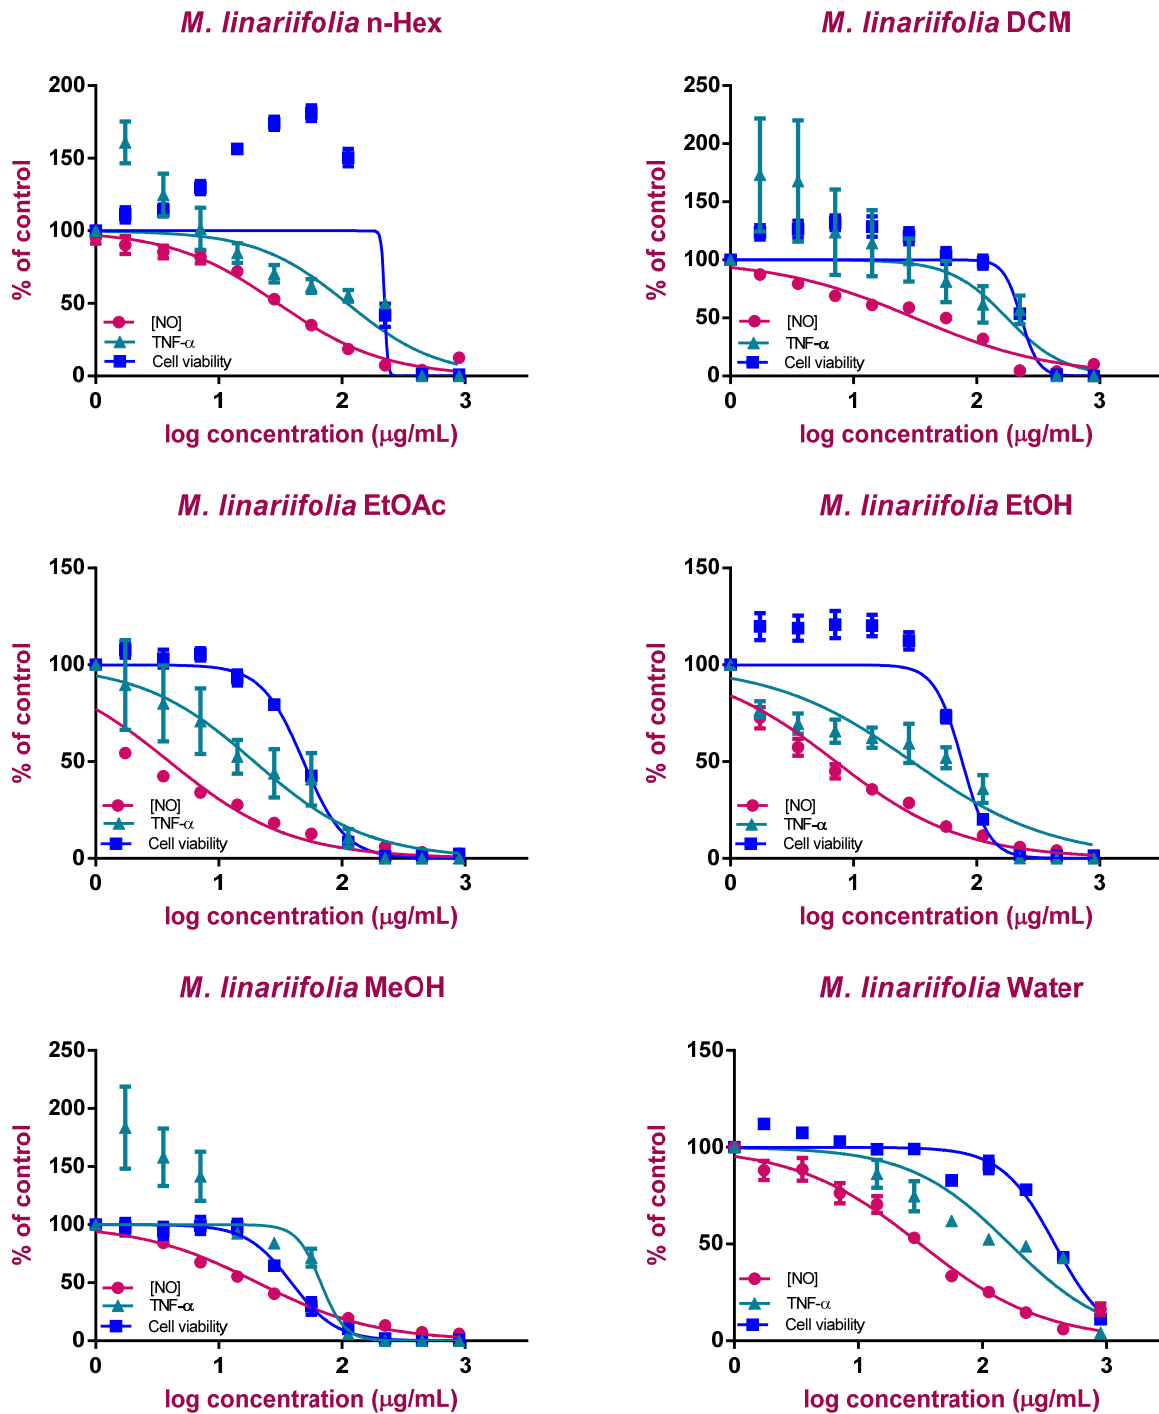 M. linariifolia n-Hex
% of control
200
150
100
50
0
[NO]
TNF-α
Cell viability
0 1 2 3
log concentration (μg/mL)
M. linariifolia DCM
% of control
250
200
150
100
50
0
[NO]
TNF-α
Cell viability
0 1 2 3
log concentration (μg/mL)
M. linariifolia EtOAc
% of control
150
100
50
0
[NO]
TNF-α
Cell viability
0 1 2 3
log concentration (μg/mL)
M. linariifolia EtOH
% of control
150
100
50
0
[NO]
TNF-α
Cell viability
0 1 2 3
log concentration (μg/mL)
M. linariifolia MeOH
% of control
250
200
150
100
50
0
[NO]
TNF-α
Cell viability
0 1 2 3
log concentration (μg/mL)
M. linariifolia Water
% of control
150
100
50
0
[NO]
TNF-α
Cell viability
0 1 2 3
log concentration (μg/mL)